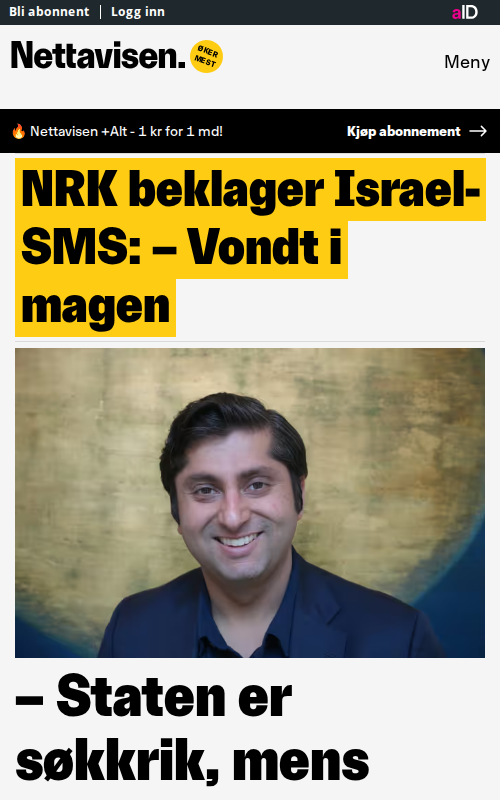 Bli abonnent | Logg inn
aID
Nettavisen.
ØKER
MEST
Meny
🔥 Nettavisen +Alt - 1 kr for 1 md!
Kjøp abonnement →
NRK beklager Israel-
SMS: – Vondt i
magen
– Staten er
søkkrik, mens